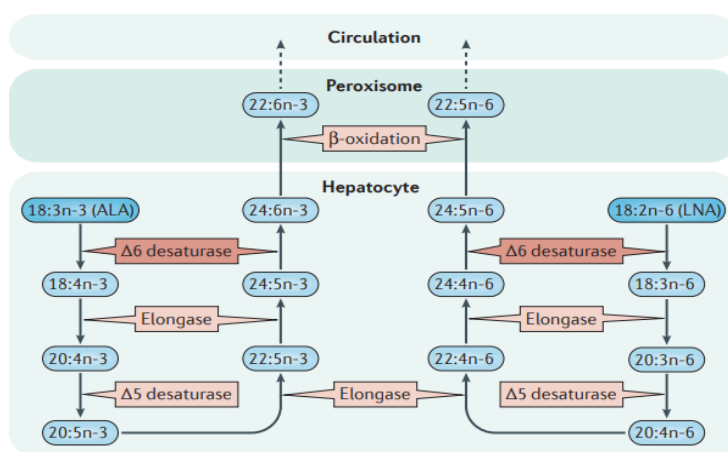 Circulation
Peroxisome
22:6n-3 22:5n-6
β-oxidation
Hepatocyte
18:3n-3 (ALA) 24:6n-3 24:5n-6 18:2n-6 (LNA)
Δ6 desaturase Δ6 desaturase
18:4n-3 24:5n-3 24:4n-6 18:3n-6
Elongase Elongase
20:4n-3 22:5n-3 22:4n-6 20:3n-6
Δ5 desaturase Elongase Δ5 desaturase
20:5n-3 20:4n-6